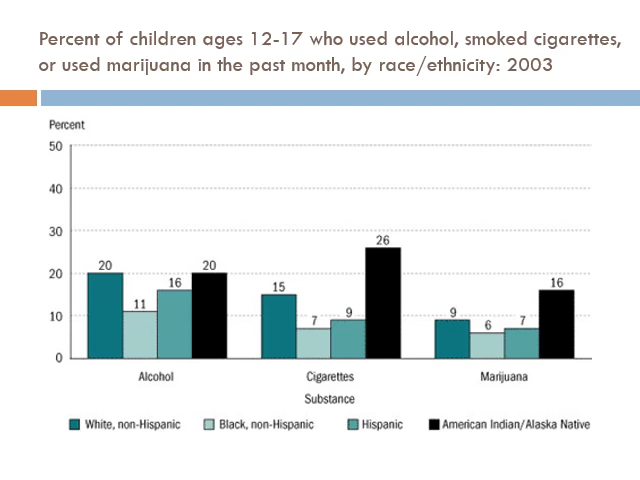 Percent of children ages 12-17 who used alcohol, smoked cigarettes,
or used marijuana in the past month, by race/ethnicity: 2003
Percent
50
40
30
20
10
0
20
11
16
20
15
7
9
26
9
6
7
16
Alcohol
Cigarettes
Marijuana
Substance
White, non-Hispanic
Black, non-Hispanic
Hispanic
American Indian/Alaska Native